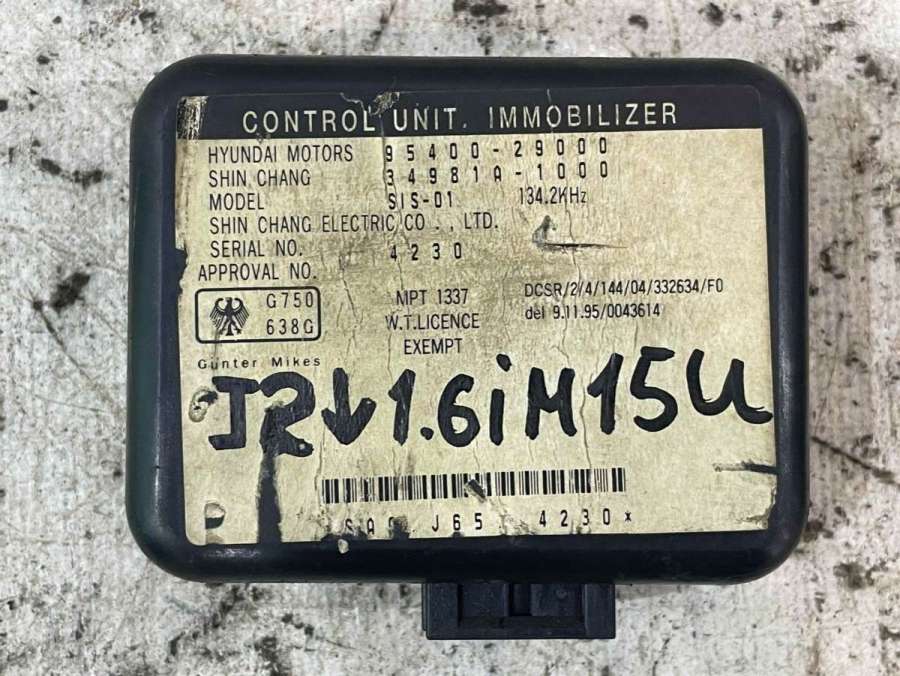 CONTROL UNIT. IMMOBILIZER
HYUNDAI MOTORS 95400-29000
SHIN CHANG 34981A-1000
MODEL SIS-01 134.2KHz
SHIN CHANG ELECTRIC CO., LTD.
SERIAL NO. 4230
APPROVAL NO.
G750
638G
Günter Mikes
MPT 1337
W.T.LICENCE
EXEMPT
DCSR/2/4/144/04/332634/FO
del 9.11.95/0043614
J2↓1.6iM15U
J65 4230*